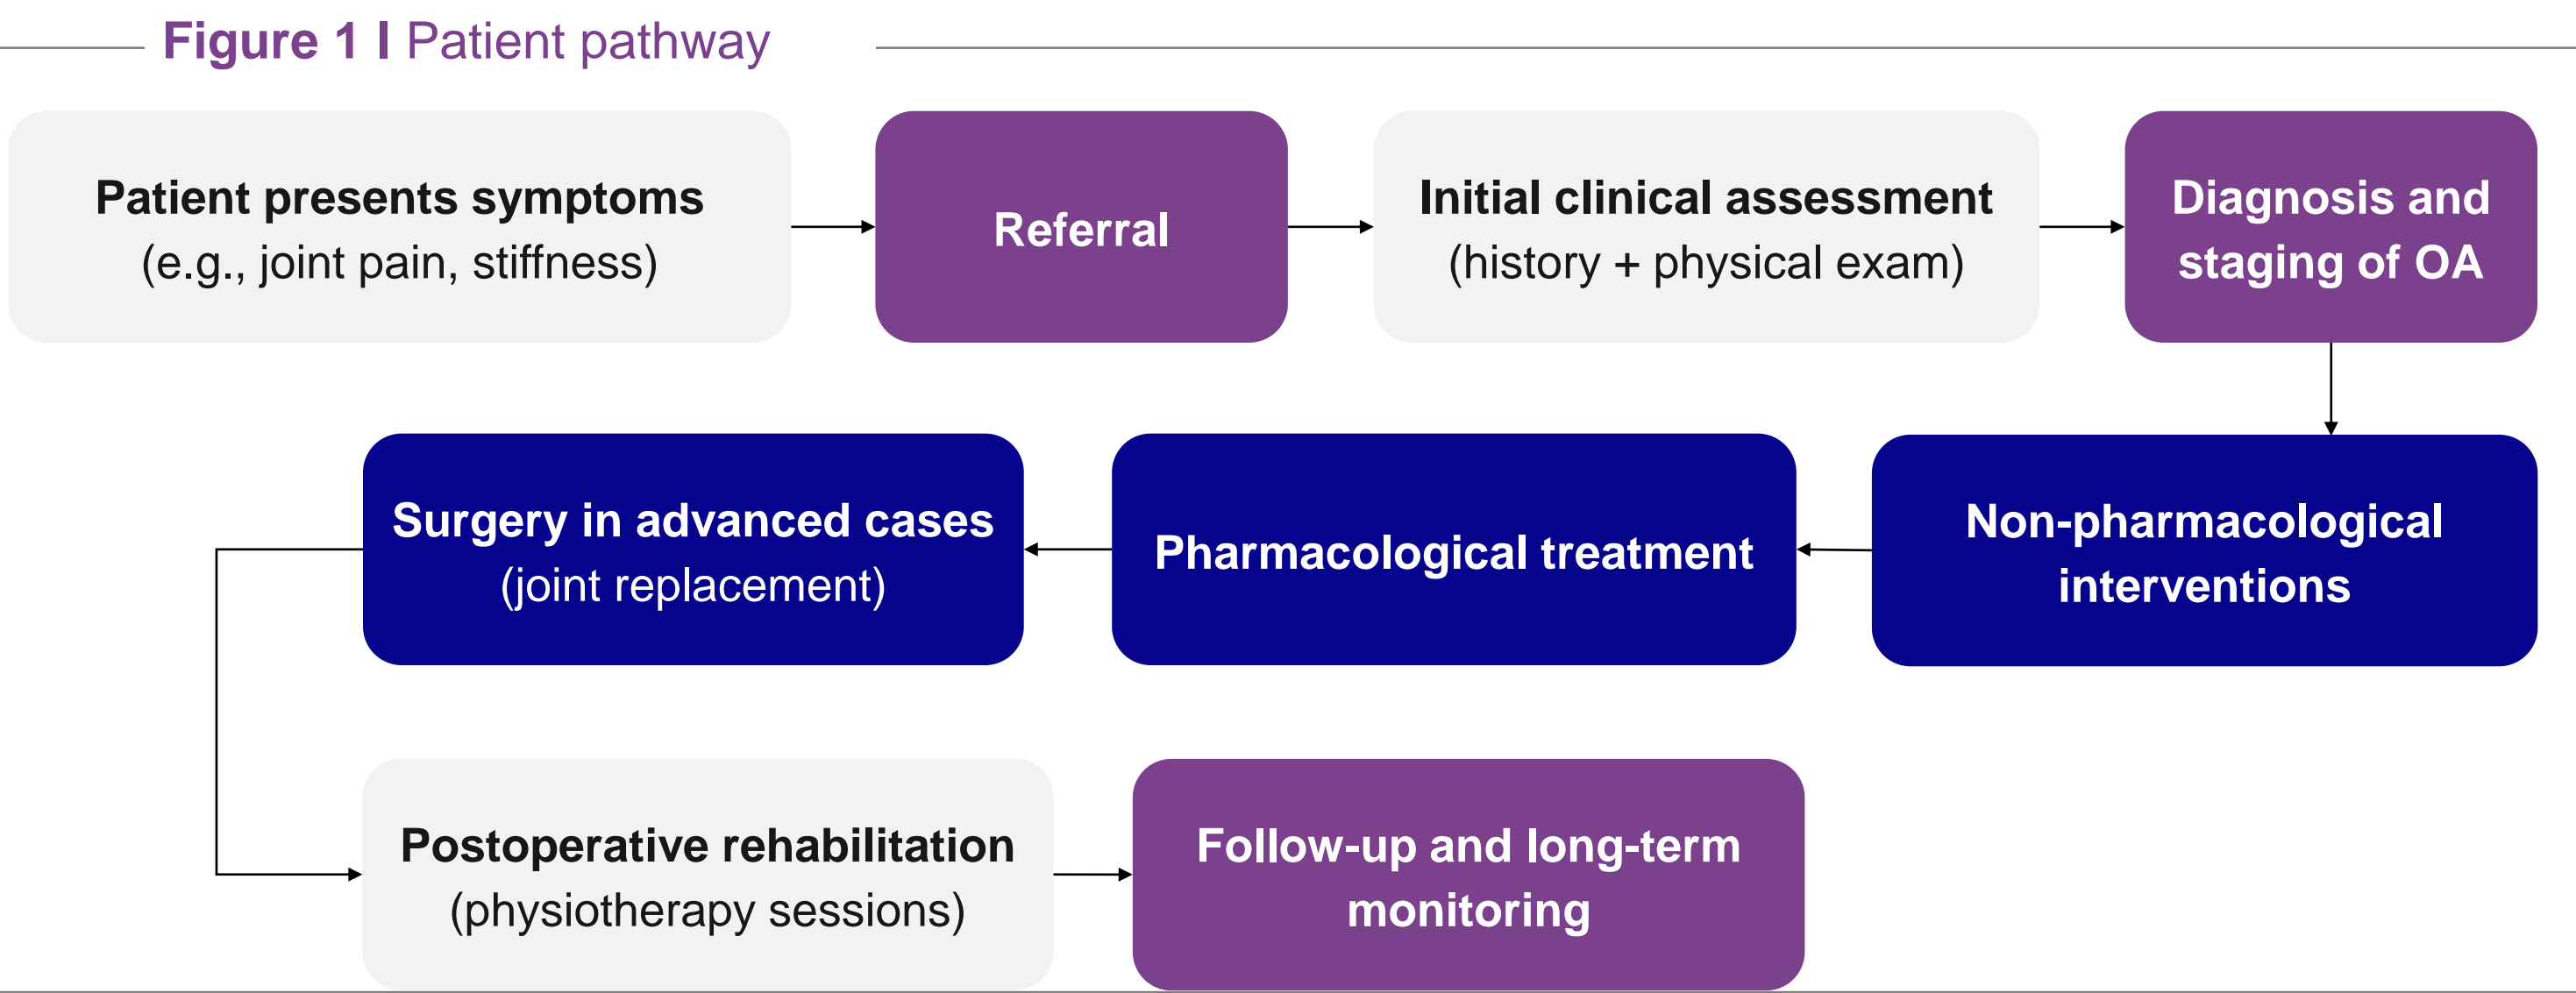 Figure 1 I Patient pathway
Patient presents symptoms
(e.g., joint pain, stiffness)
Referral
Initial clinical assessment
(history + physical exam)
Diagnosis and
staging of OA
Non-pharmacological
interventions
Pharmacological treatment
Surgery in advanced cases
(joint replacement)
Postoperative rehabilitation
(physiotherapy sessions)
Follow-up and long-term
monitoring